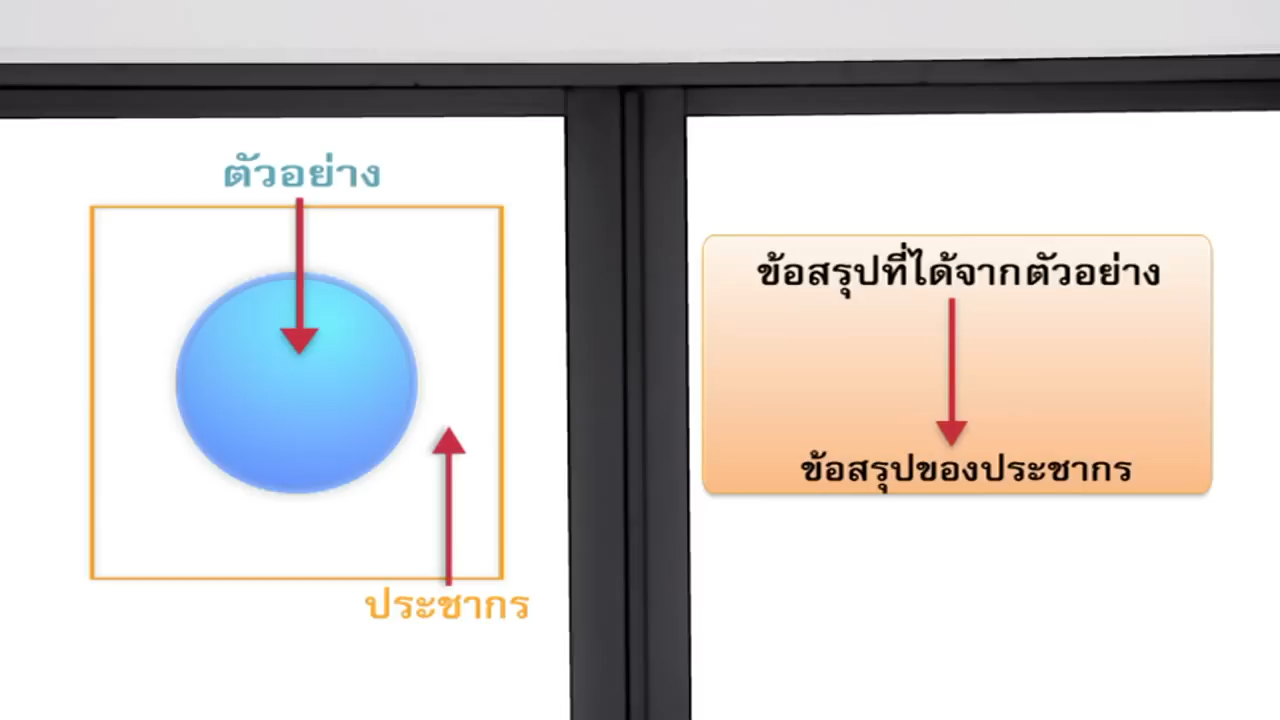 ตัวอย่าง
ประชากร
ข้อสรุปที่ได้จากตัวอย่าง
ข้อสรุปของประชากร